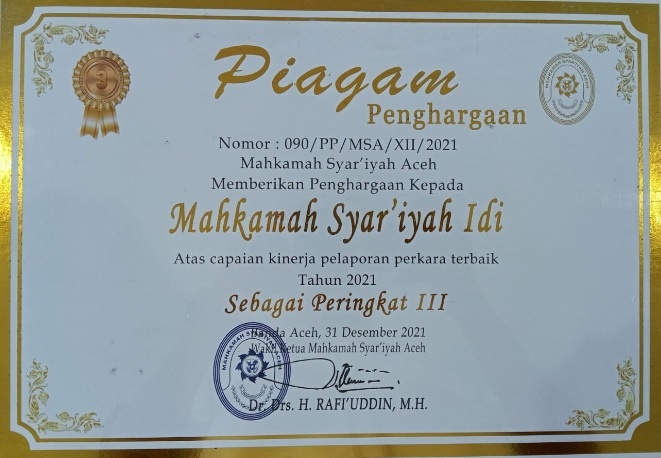 3
Piagam
Penghargaan
Nomor : 090/PP/MSA/XII/2021
Mahkamah Syar'iyah Aceh
Memberikan Penghargaan Kepada
Mahkamah Syar'iyah Idi
Atas capaian kinerja pelaporan perkara terbaik
Tahun 2021
Sebagai Peringkat III
Banda Aceh, 31 Desember 2021
Wakil Ketua Mahkamah Syar'iyah Aceh
Dr. Drs. H. RAFI'UDDIN, M.H.